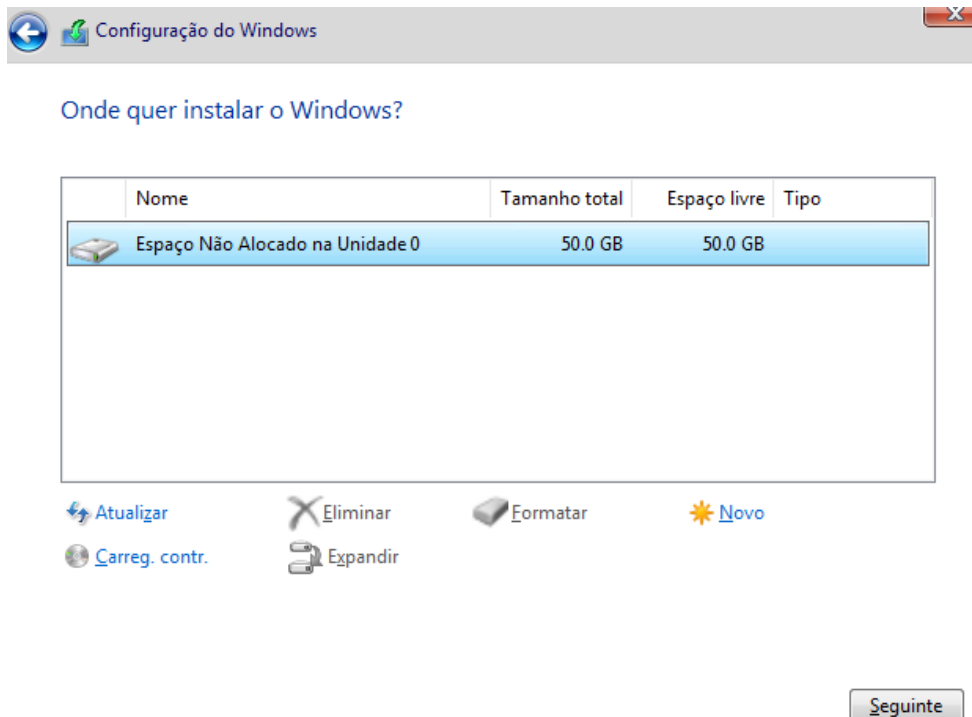 Configuração do Windows
Onde quer instalar o Windows?
Nome Tamanho total Espaço livre Tipo
Espaço Não Alocado na Unidade 0 50.0 GB 50.0 GB
Atualizar Eliminar Formatar Novo
Carreg. contr. Expandir
Seguinte